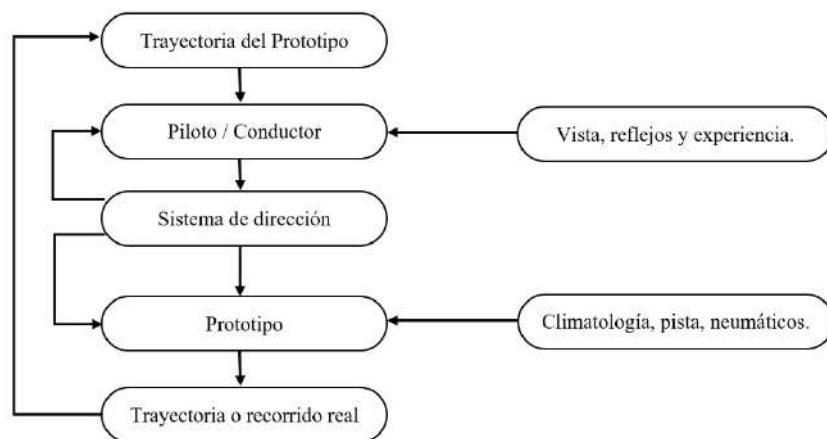 Trayectoria del Prototipo
Piloto / Conductor
Vista, reflejos y experiencia.
Sistema de dirección
Prototipo
Climatología, pista, neumáticos.
Trayectoria o recorrido real